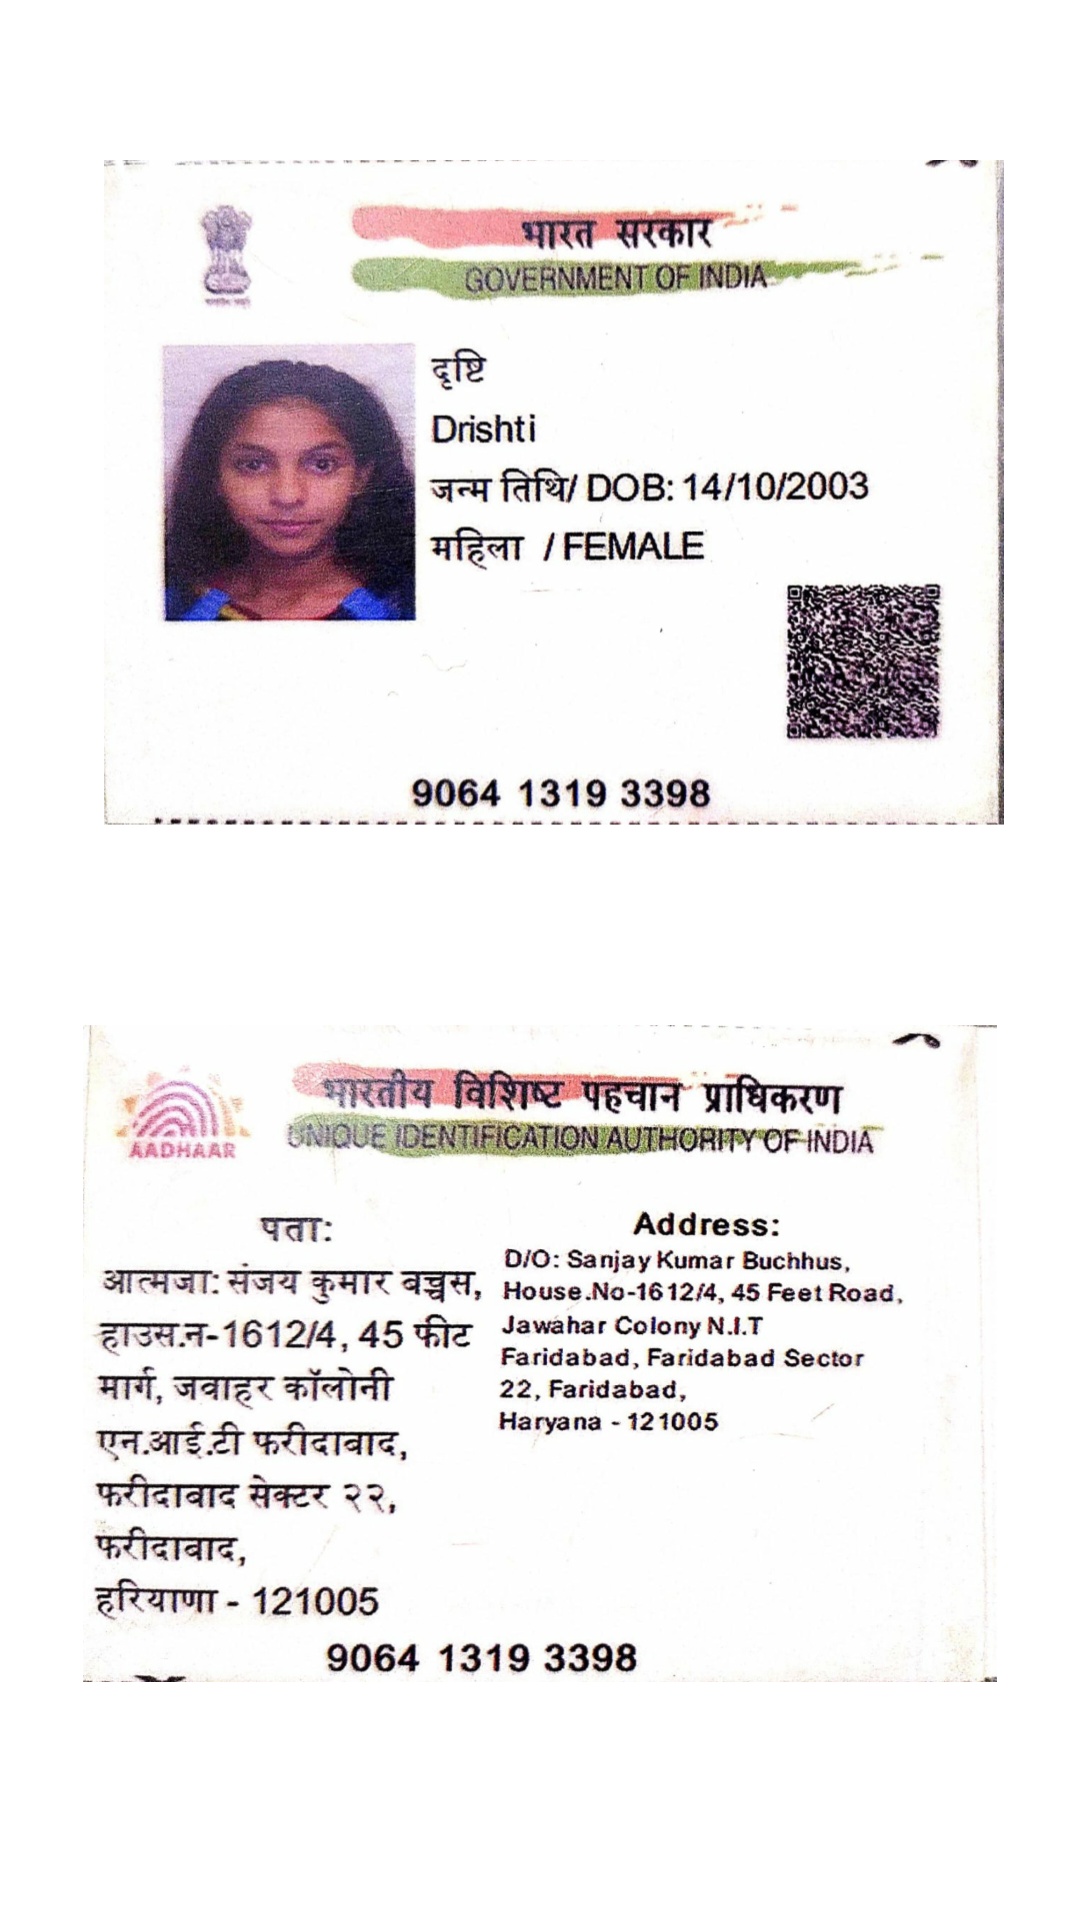 भारत सरकार
GOVERNMENT OF INDIA
दृष्टि
Drishti
जन्म तिथि/ DOB: 14/10/2003
महिला / FEMALE
9064 1319 3398
भारतीय विशिष्ट पहचान प्राधिकरण
UNIQUE IDENTIFICATION AUTHORITY OF INDIA
AADHAAR
पता:
आत्मजा: संजय कुमार बच्चस,
हाउस.न-1612/4, 45 फीट
मार्ग, जवाहर कॉलोनी
एन.आई.टी फरीदाबाद,
फरीदाबाद सेक्टर २२,
फरीदाबाद,
हरियाणा - 121005
Address:
D/O: Sanjay Kumar Buchhus,
House.No-1612/4, 45 Feet Road,
Jawahar Colony N.I.T
Faridabad, Faridabad Sector
22, Faridabad,
Haryana - 121005
9064 1319 3398